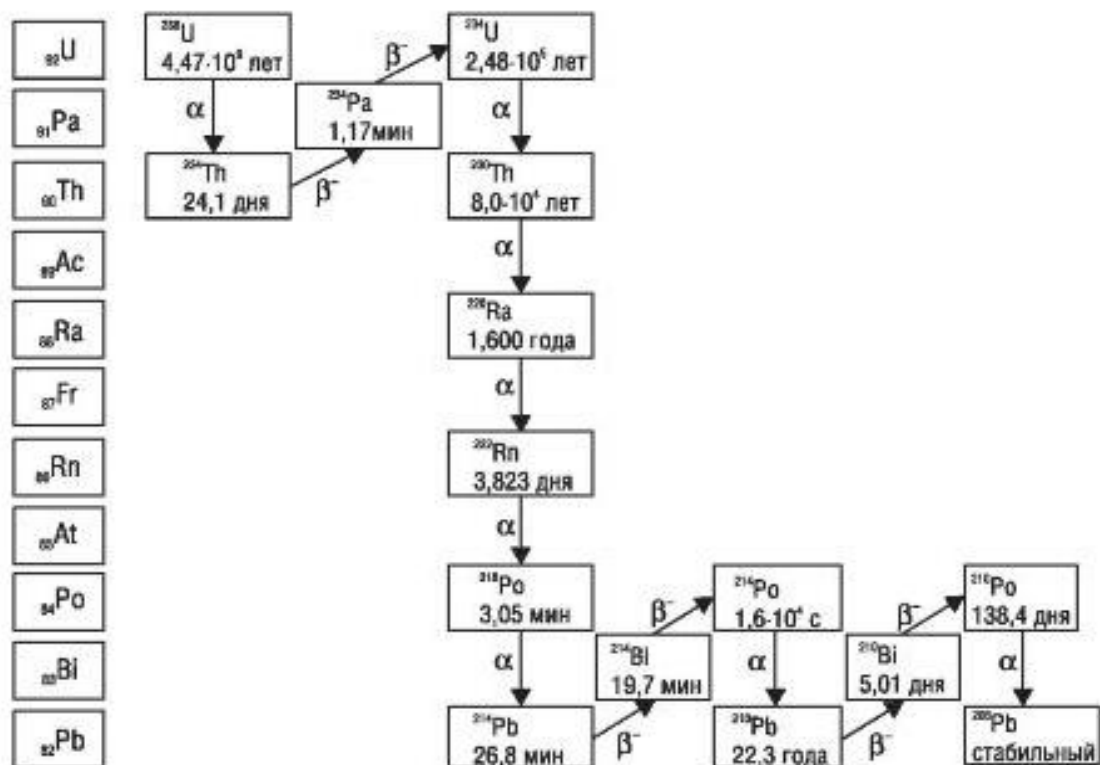 ₉₂U
₉₁Pa
₉₀Th
₈₉Ac
₈₈Ra
₈₇Fr
₈₆Rn
₈₅At
₈₄Po
₈₃Bi
₈₂Pb
²³⁸U
4,47·10⁹ лет
α
²³⁴Th
24,1 дня
β⁻
²³⁴Pa
1,17мин
β⁻
²³⁴U
2,48·10⁵ лет
α
²³⁰Th
8,0·10⁴ лет
α
²²⁶Ra
1,600 года
α
²²²Rn
3,823 дня
α
²¹⁸Po
3,05 мин
α
²¹⁴Pb
26,8 мин
β⁻
²¹⁴Bi
19,7 мин
β⁻
²¹⁴Po
1,6·10⁴ с
α
²¹⁰Pb
22,3 года
β⁻
²¹⁰Bi
5,01 дня
β⁻
²¹⁰Po
138,4 дня
α
²⁰⁶Pb
стабильный